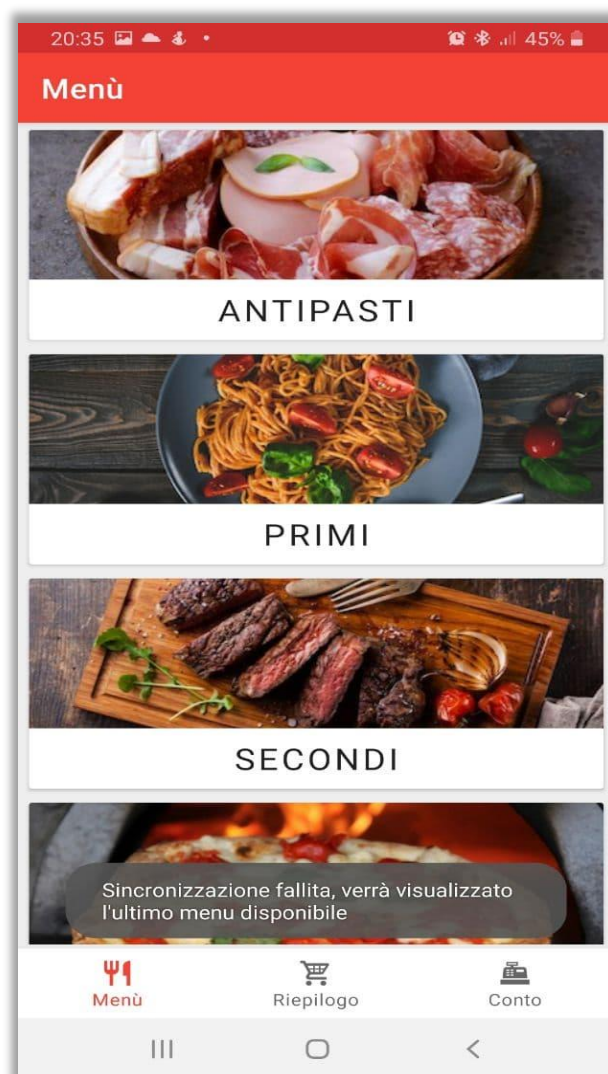 20:35
45%
Menù
ANTIPASTI
PRIMI
SECONDI
Sincronizzazione fallita, verrà visualizzato
l'ultimo menu disponibile
Menù
Riepilogo
Conto